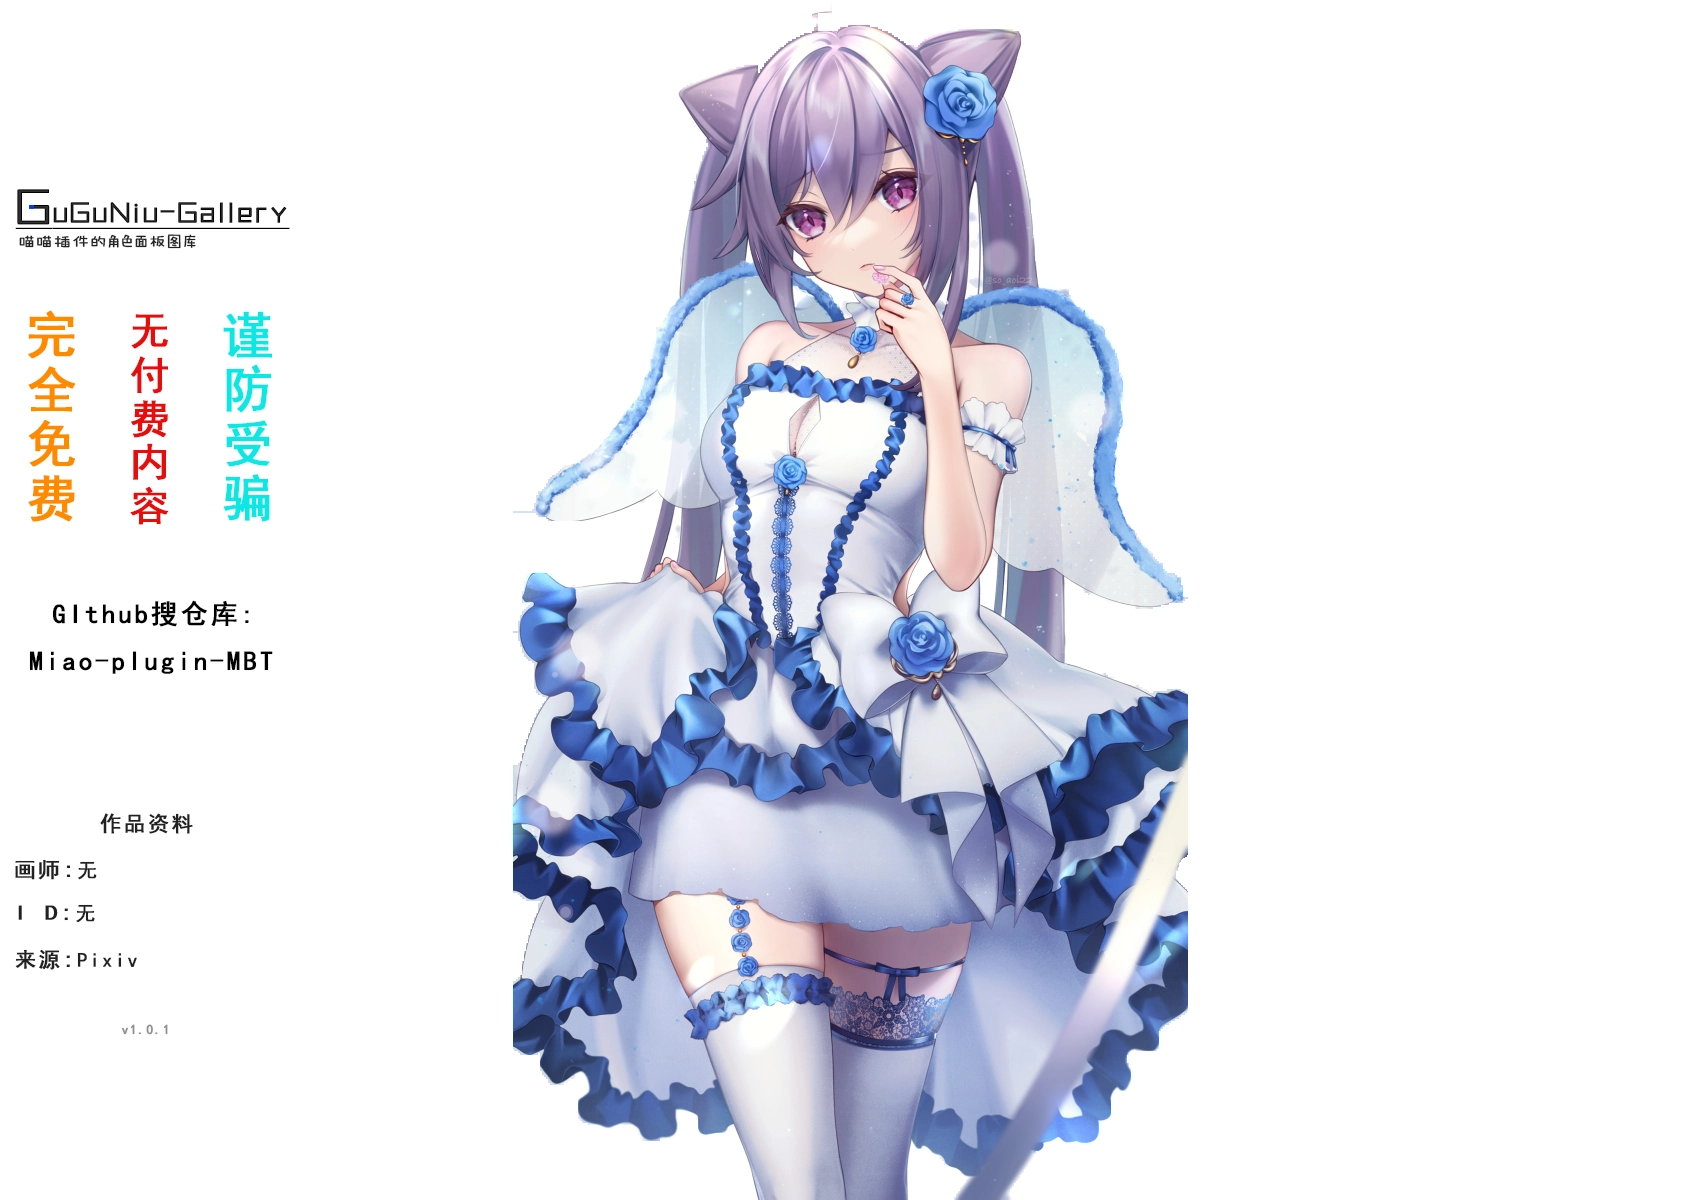 GuGuNiu-Gallery
喵喵插件的角色面板图库
完全免费
无付费内容
谨防受骗
GIthub搜仓库:
Miao-plugin-MBT
作品资料
画师:无
I D:无
来源:Pixiv
v1.0.1